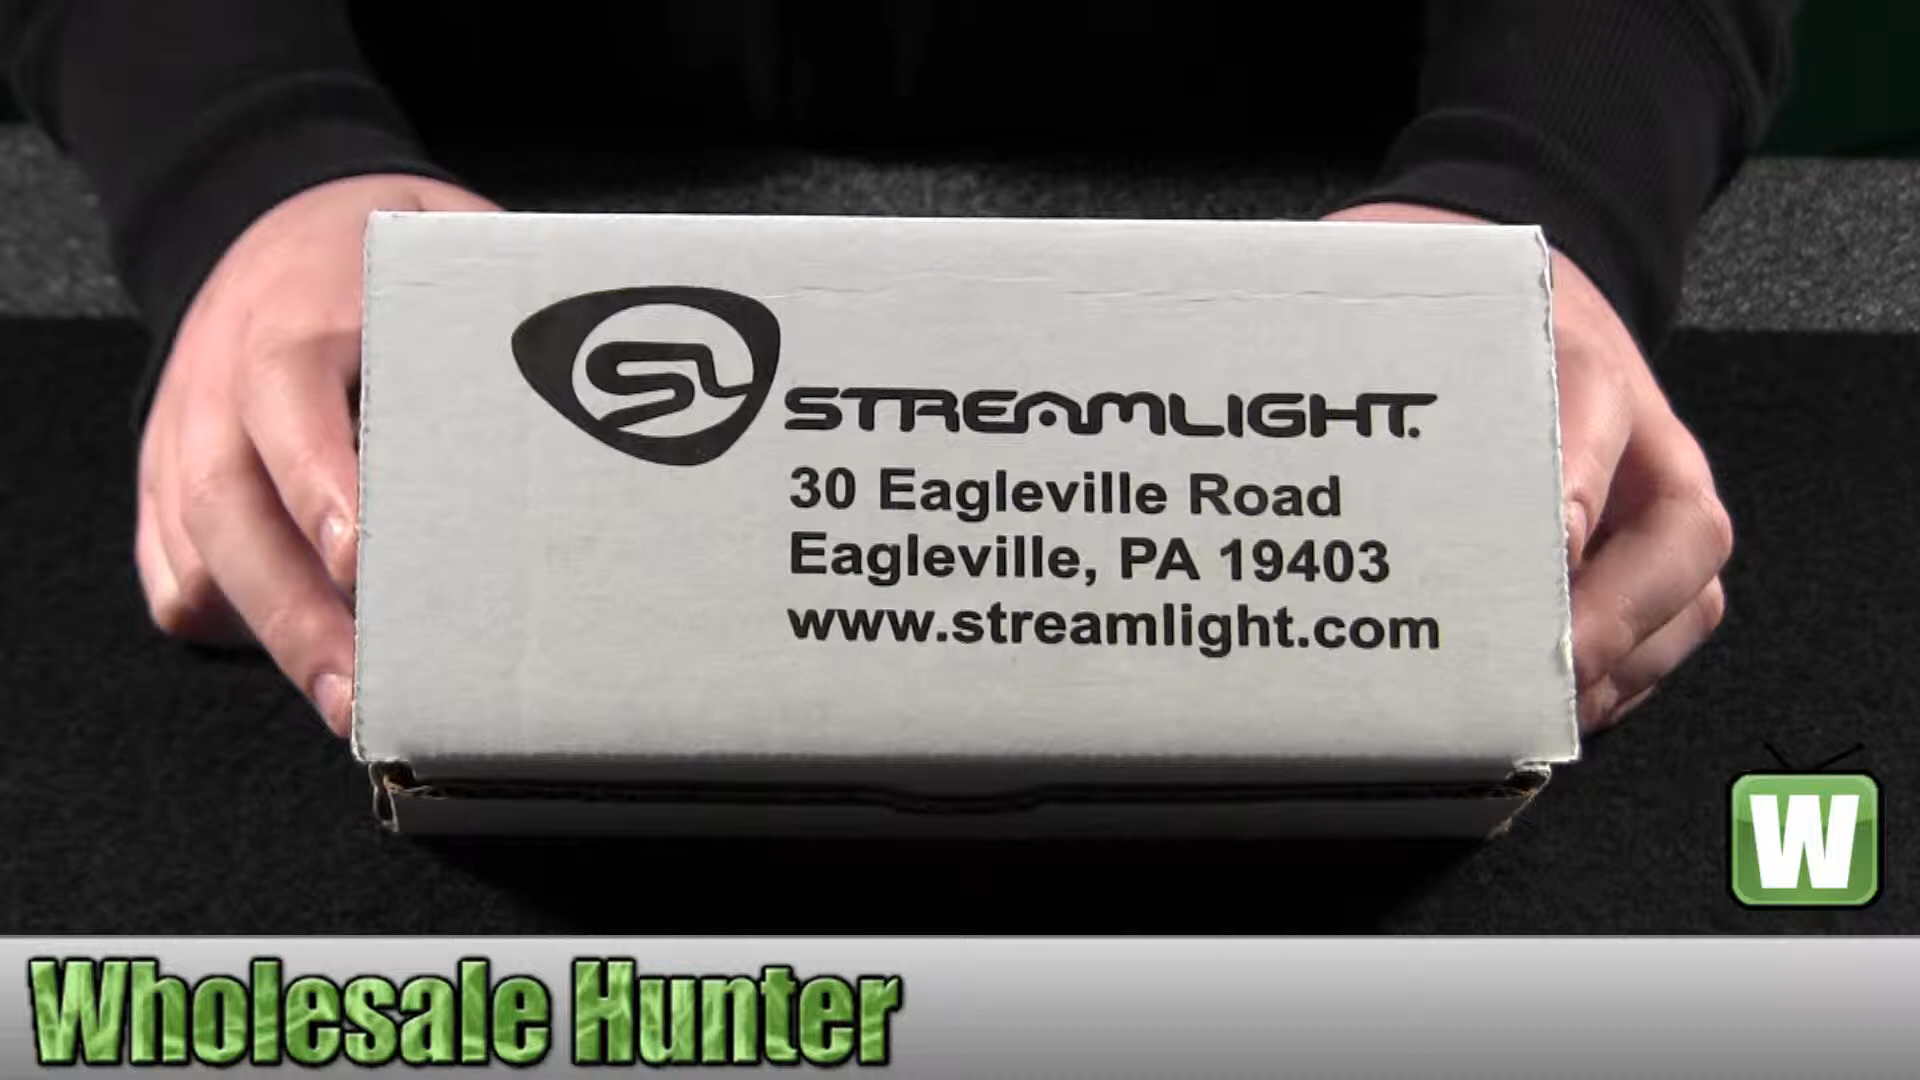 SL STREAMLIGHT.
30 Eagleville Road
Eagleville, PA 19403
www.streamlight.com
W
Wholesale Hunter